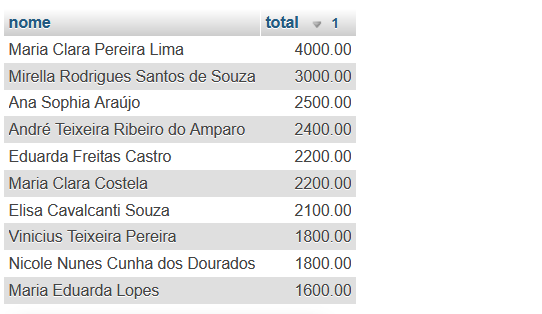 nome total 1
Maria Clara Pereira Lima 4000.00
Mirella Rodrigues Santos de Souza 3000.00
Ana Sophia Araújo 2500.00
André Teixeira Ribeiro do Amparo 2400.00
Eduarda Freitas Castro 2200.00
Maria Clara Costela 2200.00
Elisa Cavalcanti Souza 2100.00
Vinicius Teixeira Pereira 1800.00
Nicole Nunes Cunha dos Dourados 1800.00
Maria Eduarda Lopes 1600.00